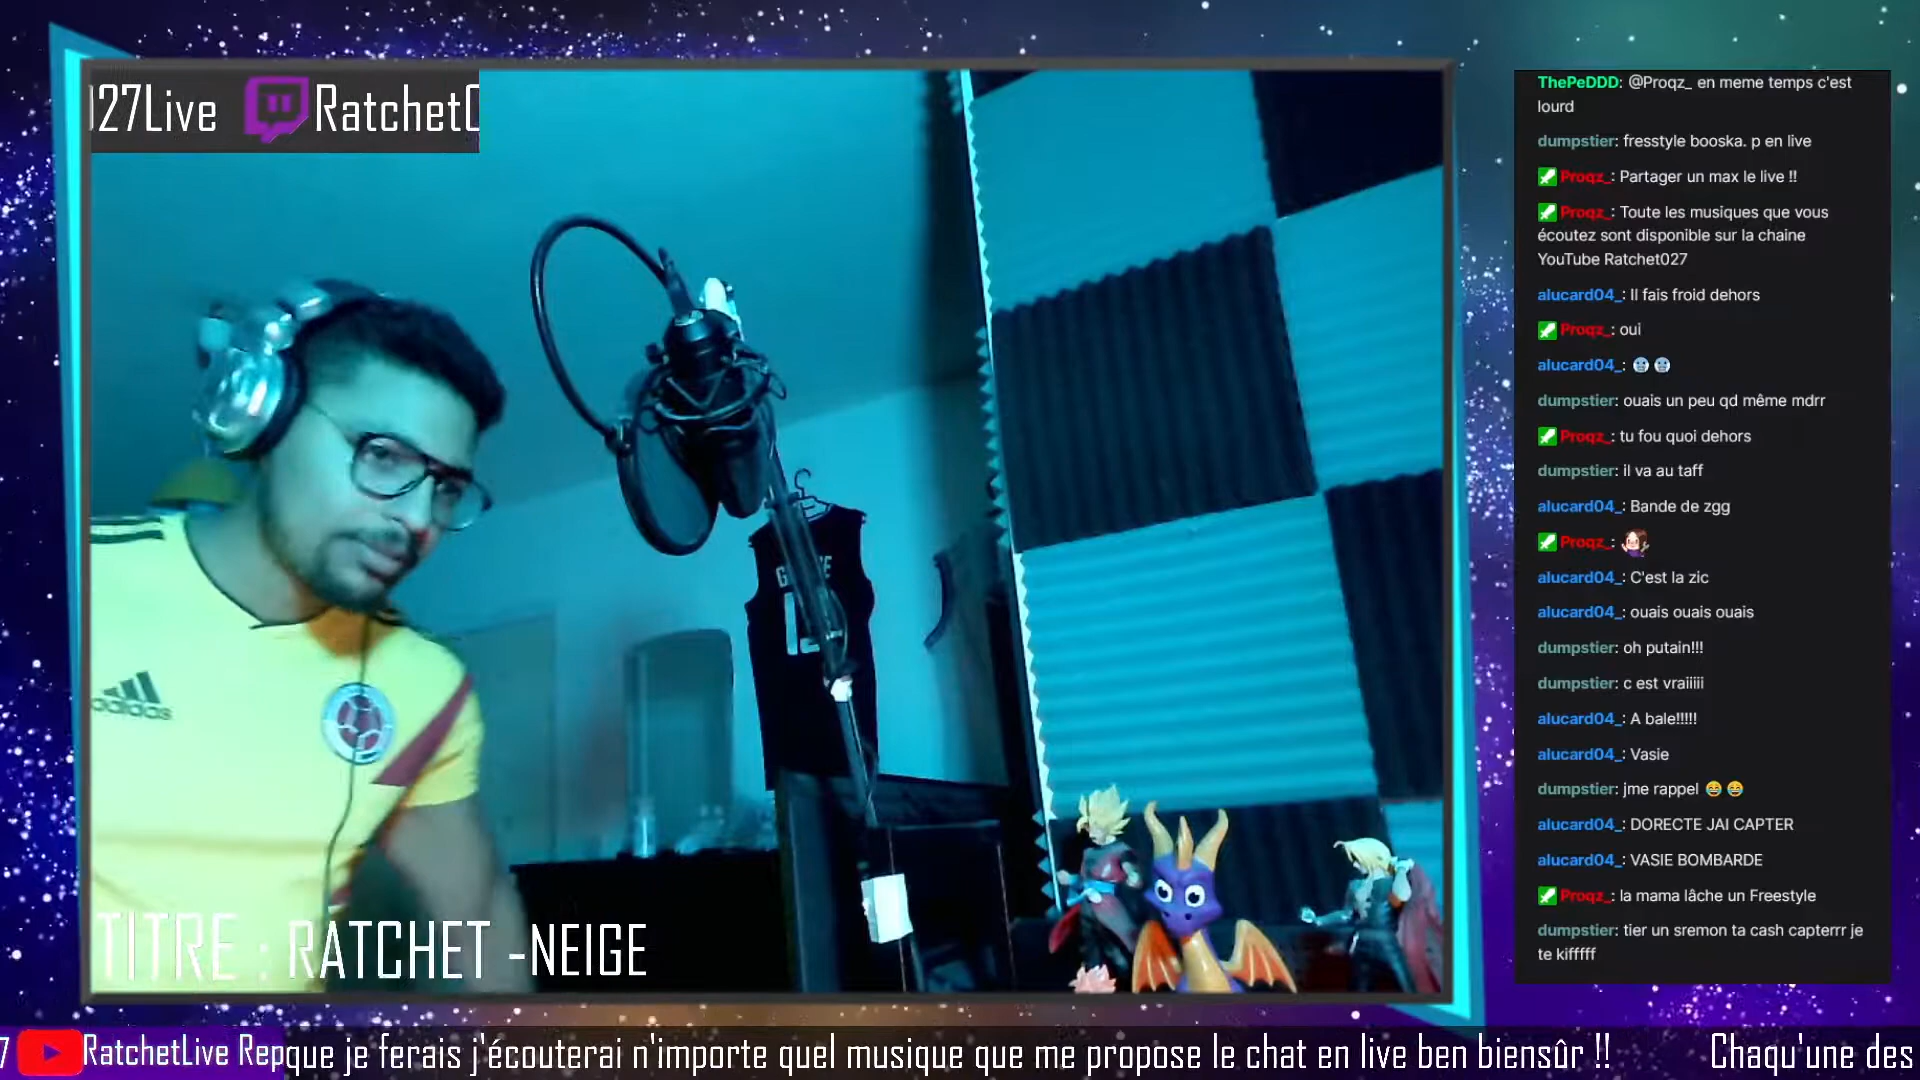 027Live RatchetC
ThePeDDD: @Proqz_ en meme temps c'est
lourd
dumpstier: fresstyle booska. p en live
Proqz_: Partager un max le live !!
Proqz_: Toute les musiques que vous
écoutez sont disponible sur la chaine
YouTube Ratchet027
alucard04_: Il fais froid dehors
Proqz_: oui
alucard04_: 🥶🥶
dumpstier: ouais un peu qd même mdrr
Proqz_: tu fou quoi dehors
dumpstier: il va au taff
alucard04_: Bande de zgg
Proqz_:
alucard04_: C'est la zic
alucard04_: ouais ouais ouais
dumpstier: oh putain!!!
dumpstier: c est vraiiiii
alucard04_: A bale!!!!!
alucard04_: Vasie
dumpstier: jme rappel 😂😂
alucard04_: DORECTE JAI CAPTER
alucard04_: VASIE BOMBARDE
Proqz_: la mama lâche un Freestyle
dumpstier: tier un sremon ta cash capterrr je
te kifffff
adidas
TITRE : RATCHET -NEIGE
7 RatchetLive Rep que je ferais j'écouterai n'importe quel musique que me propose le chat en live ben biensûr !! Chaqu'une des